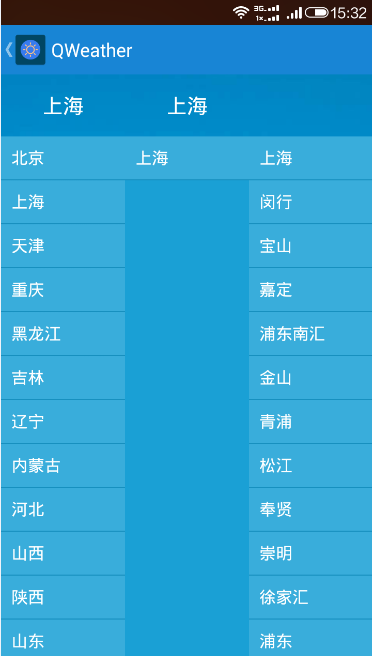 3G 1× 15:32
QWeather
上海 上海
北京 上海 上海
上海 闵行
天津 宝山
重庆 嘉定
黑龙江 浦东南汇
吉林 金山
辽宁 青浦
内蒙古 松江
河北 奉贤
山西 崇明
陕西 徐家汇
山东 浦东